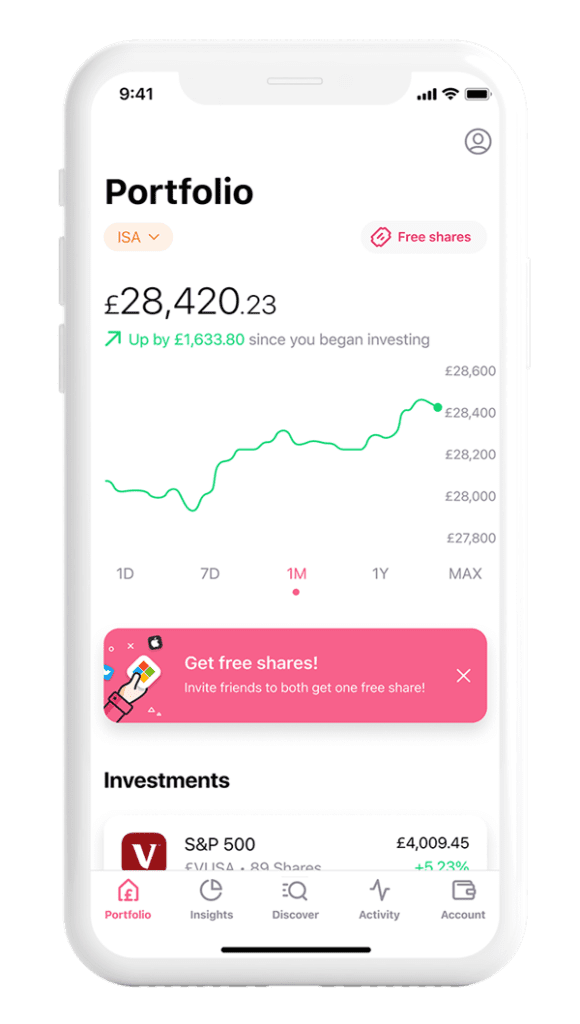 9:41
Portfolio
ISA
Free shares
£28,420.23
Up by £1,633.80 since you began investing
£28,600
£28,400
£28,200
£28,000
£27,800
1D 7D 1M 1Y MAX
Get free shares!
Invite friends to both get one free share!
Investments
V
S&P 500 £4,009.45
£VUSA • 89 Shares +5.23%
Portfolio Insights Discover Activity Account